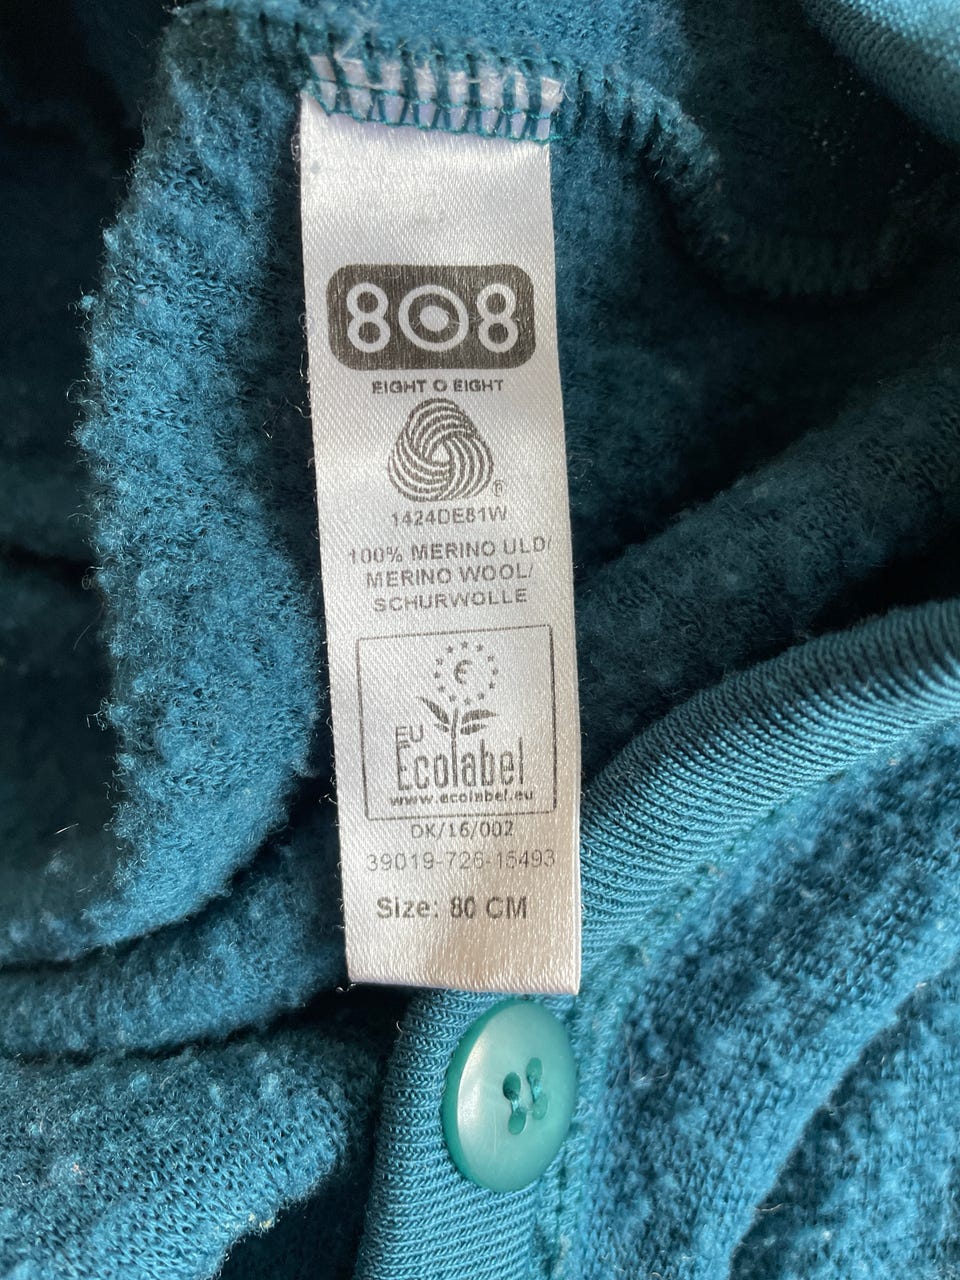 808
EIGHT O EIGHT
®
1424DE81W
100% MERINO ULD/
MERINO WOOL/
SCHURWOLLE
€
EU
Ecolabel
www.ecolabel.eu
DK/16/002
39019-726-15493
Size: 80 CM